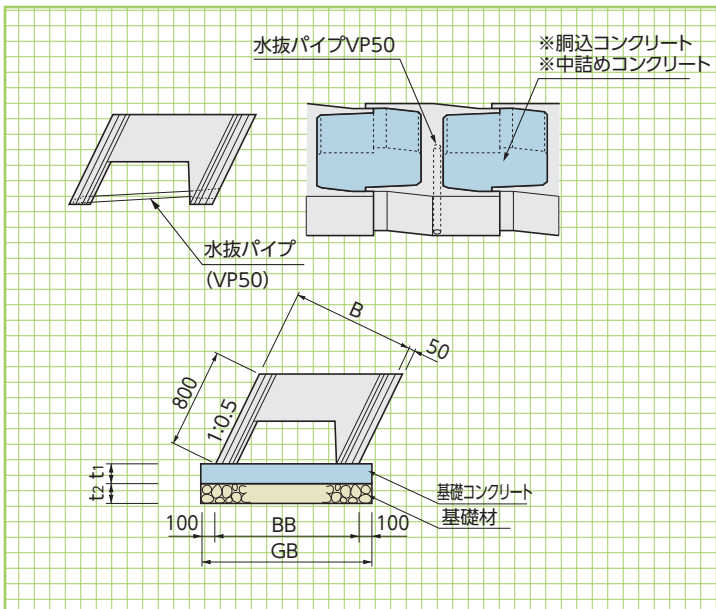 水抜パイプVP50
※胴込コンクリート
※中詰めコンクリート
水抜パイプ
(VP50)
B
50
800
1:0.5
t1
t2
基礎コンクリート
基礎材
100
BB
100
GB